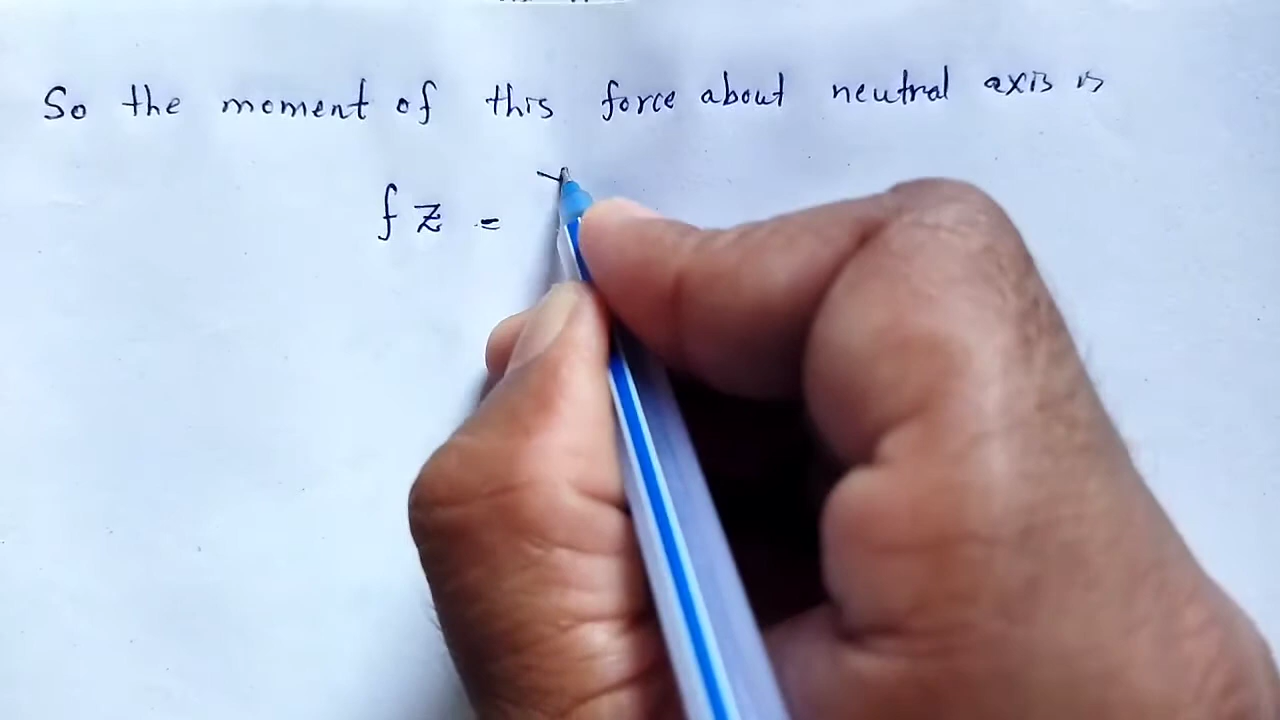 So the moment of this force about neutral axis is
f z =